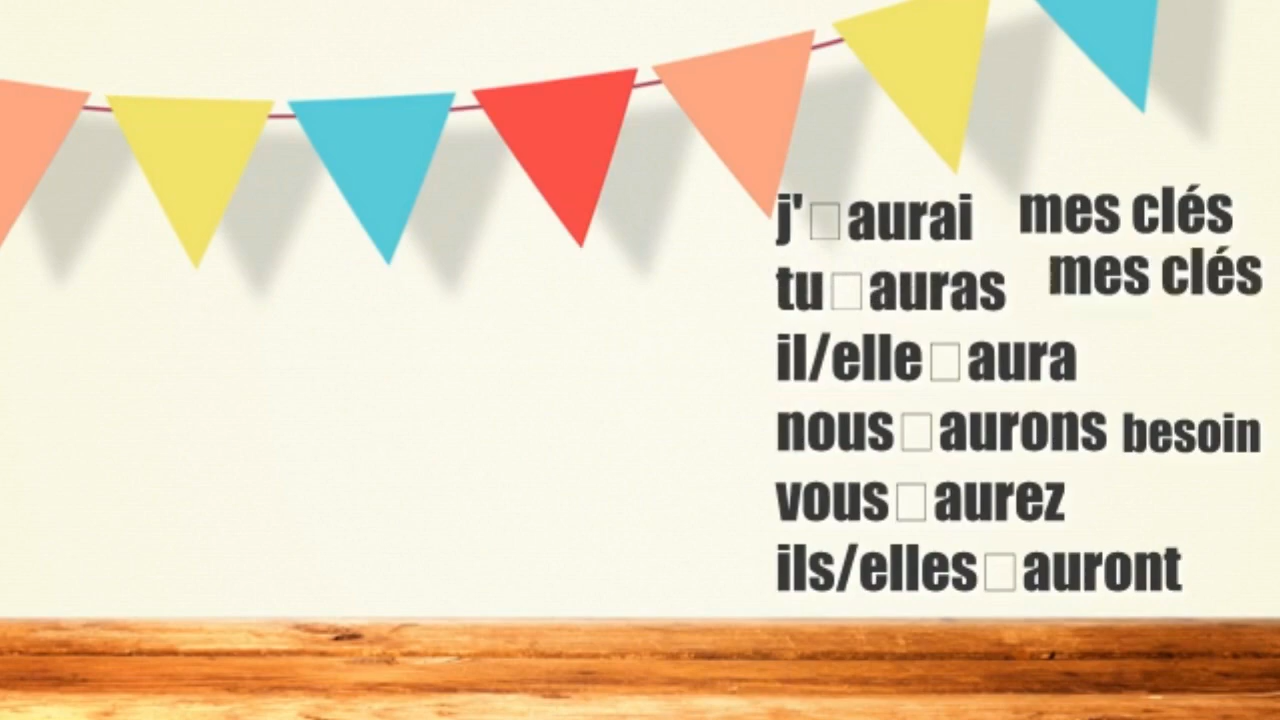 j' □ aurai mes clés
tu □ auras mes clés
il/elle □ aura
nous □ aurons besoin
vous □ aurez
ils/elles □ auront